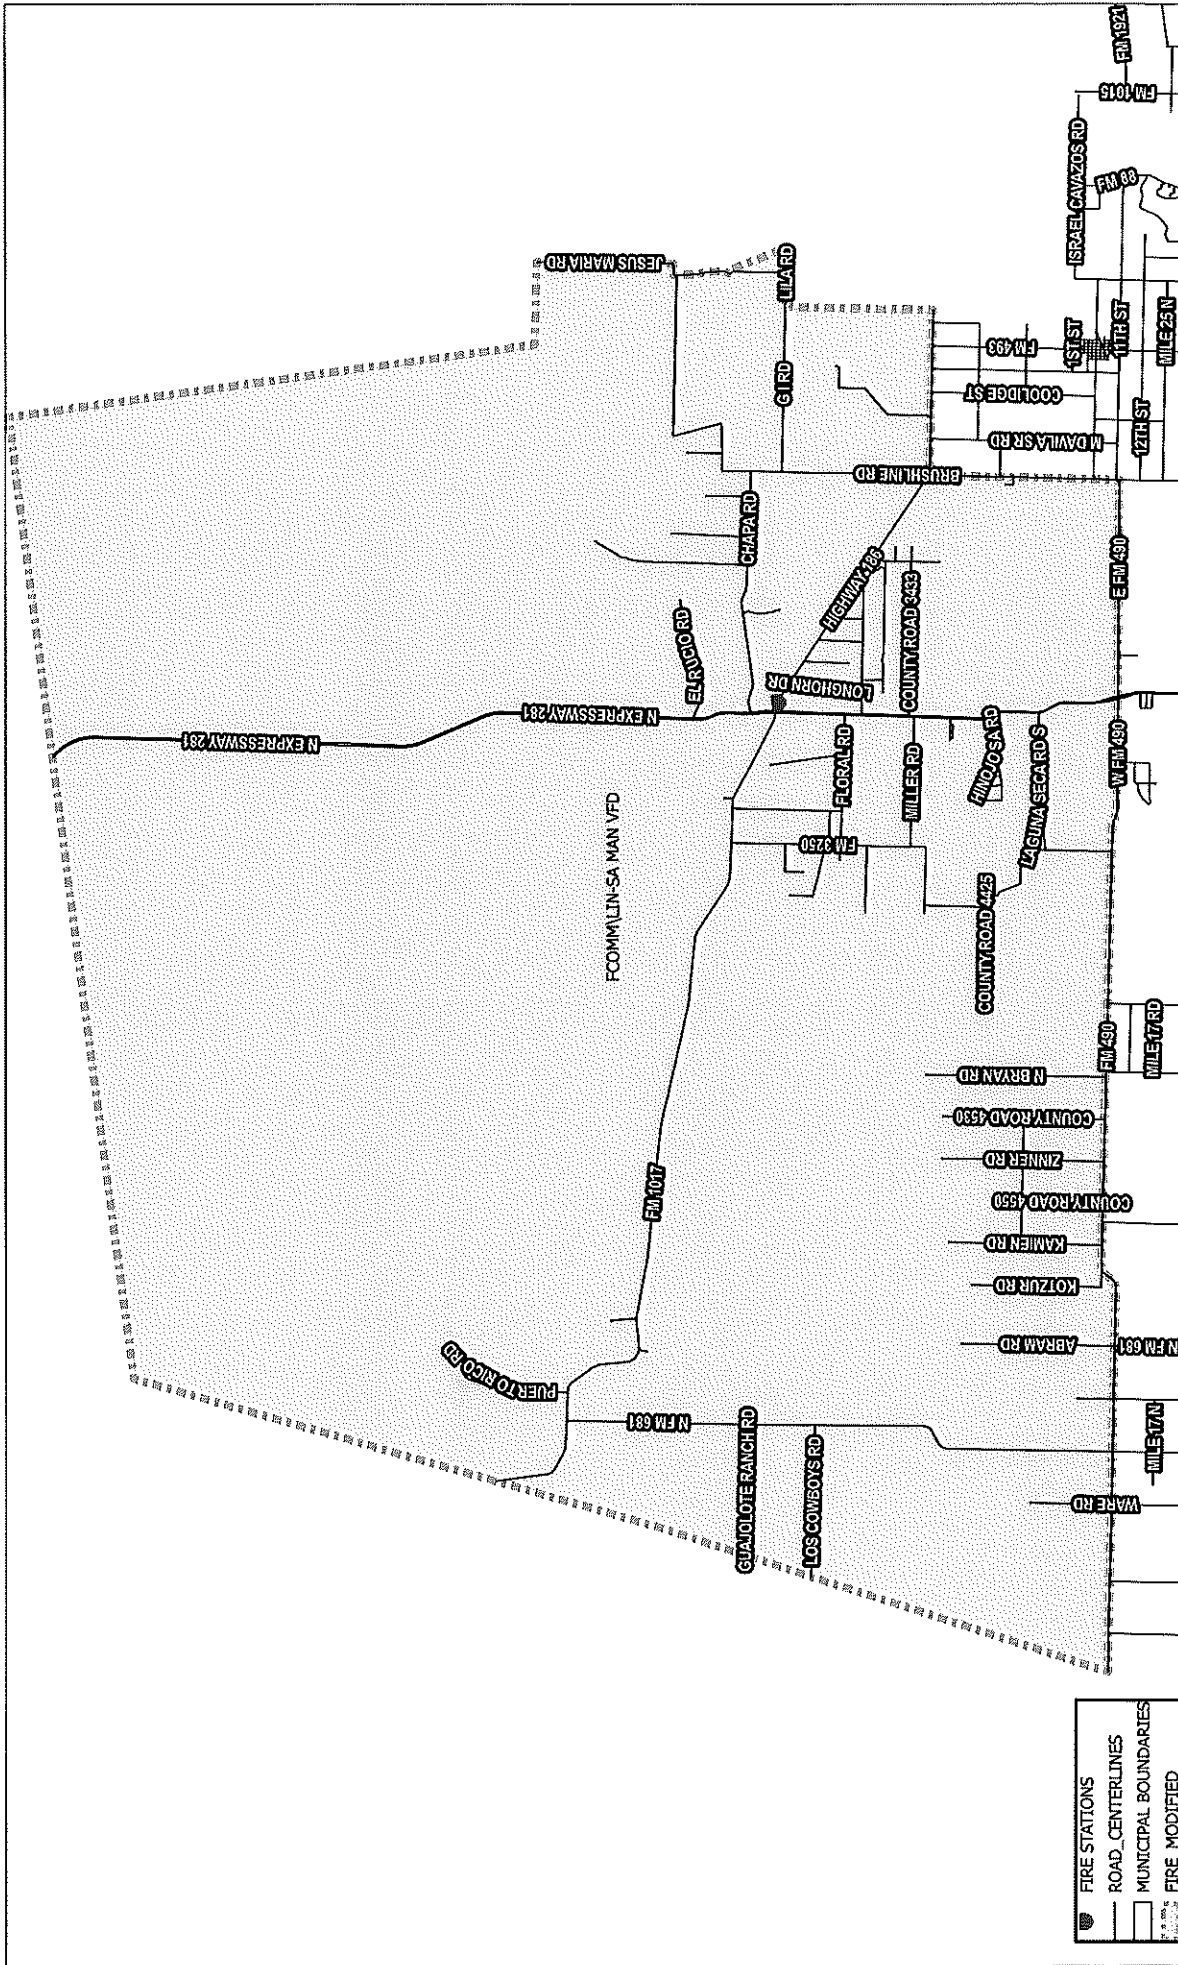 FM 1921
FM 1015
ISRAEL CAVAZOS RD
FM 88
JESUS MARIA RD
LILA RD
FM 493
1ST ST
11TH ST
MILE 25 N
GI RD
COOLIDGE ST
12TH ST
M DAVILA SR RD
BRUSHLINE RD
CHAPA RD
E FM 490
HIGHWAY 186
COUNTY ROAD 3433
EL RUCIO RD
LONGHORN DR
N EXPRESSWAY 281
N EXPRESSWAY 281
FLORAL RD
MILLER RD
HINOJOSA RD
W FM 490
LAGUNA SECA RD S
FM 3250
FCOMM\LIN-SA MAN VFD
COUNTY ROAD 4425
FM 490
MILE 17 RD
N BRYAN RD
COUNTY ROAD 4530
ZINNER RD
COUNTY ROAD 4550
KAMIEN RD
KOTZUR RD
FM 1017
ABRAM RD
N FM 681
PUERTO RICO RD
N FM 681
GUAJOLOTE RANCH RD
LOS COWBOYS RD
MILE 17 N
WARE RD
FIRE STATIONS
ROAD_CENTERLINES
MUNICIPAL BOUNDARIES
FIRE MODIFIED